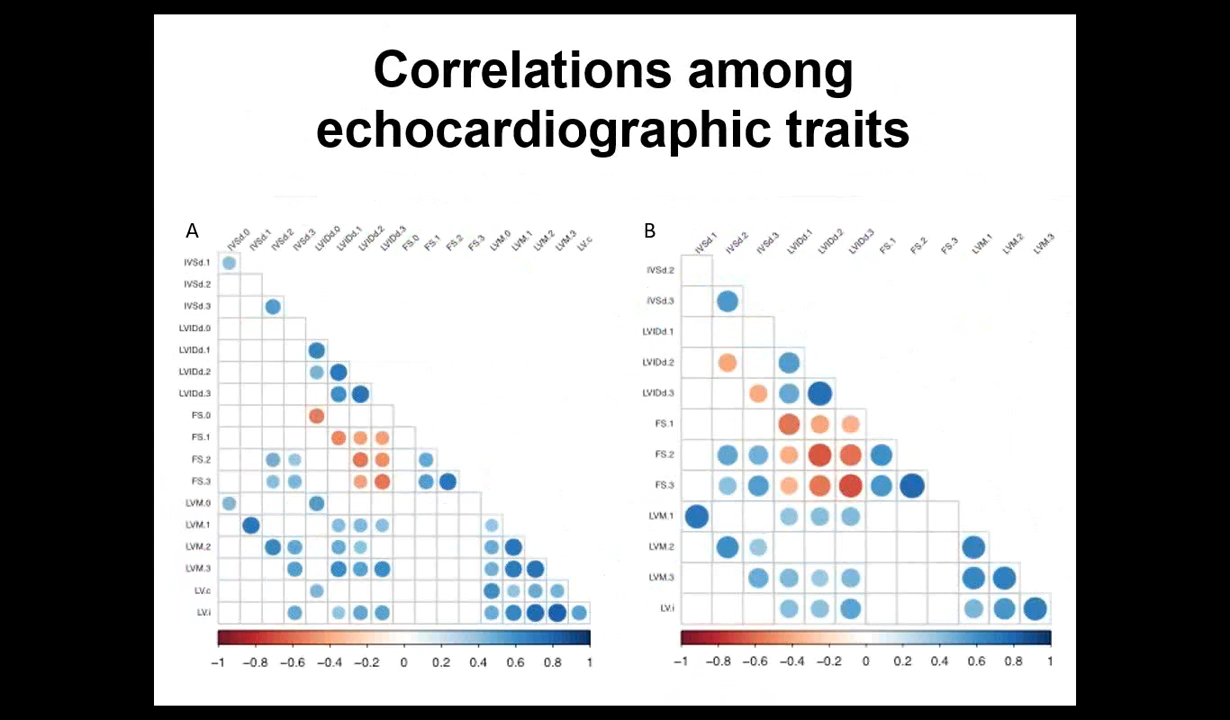 Correlations among
echocardiographic traits
A
IVSd.0 IVSd.1 IVSd.2 IVSd.3 LVIDd.0 LVIDd.1 LVIDd.2 LVIDd.3 FS.0 FS.1 FS.2 FS.3 LVM.0 LVM.1 LVM.2 LVM.3 LV.c
IVSd.1
IVSd.2
IVSd.3
LVIDd.0
LVIDd.1
LVIDd.2
LVIDd.3
FS.0
FS.1
FS.2
FS.3
LVM.0
LVM.1
LVM.2
LVM.3
LV.c
LV.i
−1 −0.8 −0.6 −0.4 −0.2 0 0.2 0.4 0.6 0.8 1
B
IVSd.1 IVSd.2 IVSd.3 LVIDd.1 LVIDd.2 LVIDd.3 FS.1 FS.2 FS.3 LVM.1 LVM.2 LVM.3
IVSd.2
IVSd.3
LVIDd.1
LVIDd.2
LVIDd.3
FS.1
FS.2
FS.3
LVM.1
LVM.2
LVM.3
LV.i
−1 −0.8 −0.6 −0.4 −0.2 0 0.2 0.4 0.6 0.8 1